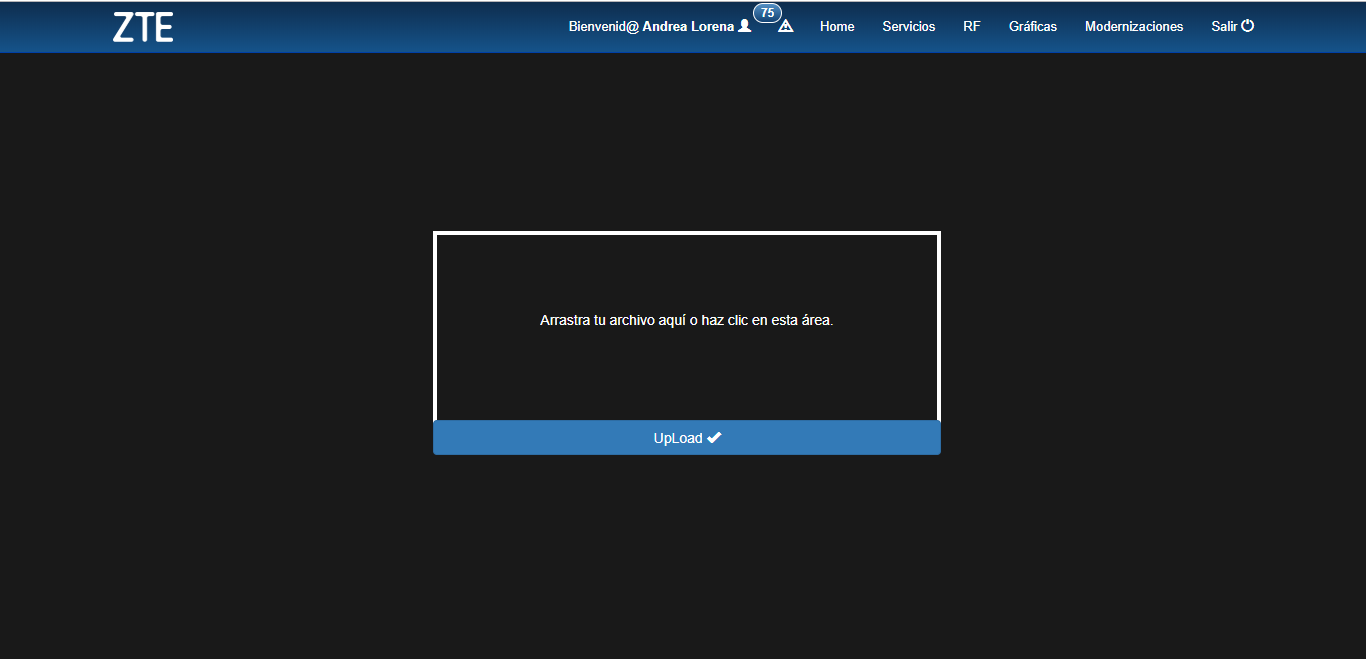 ZTE
Bienvenid@ Andrea Lorena 75 Home Servicios RF Gráficas Modernizaciones Salir
Arrastra tu archivo aquí o haz clic en esta área.
UpLoad